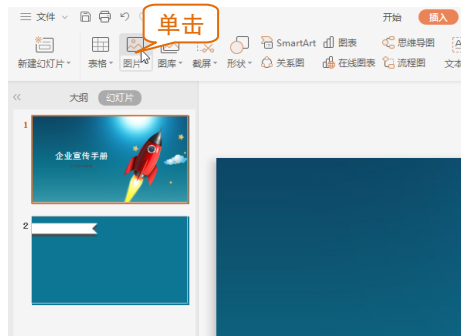 文件
单击
开始 插入
新建幻灯片 表格 图片 图库 截屏 形状 SmartArt 图表 思维导图
关系图 在线图表 流程图 文本
大纲 幻灯片
1
企业宣传手册
2